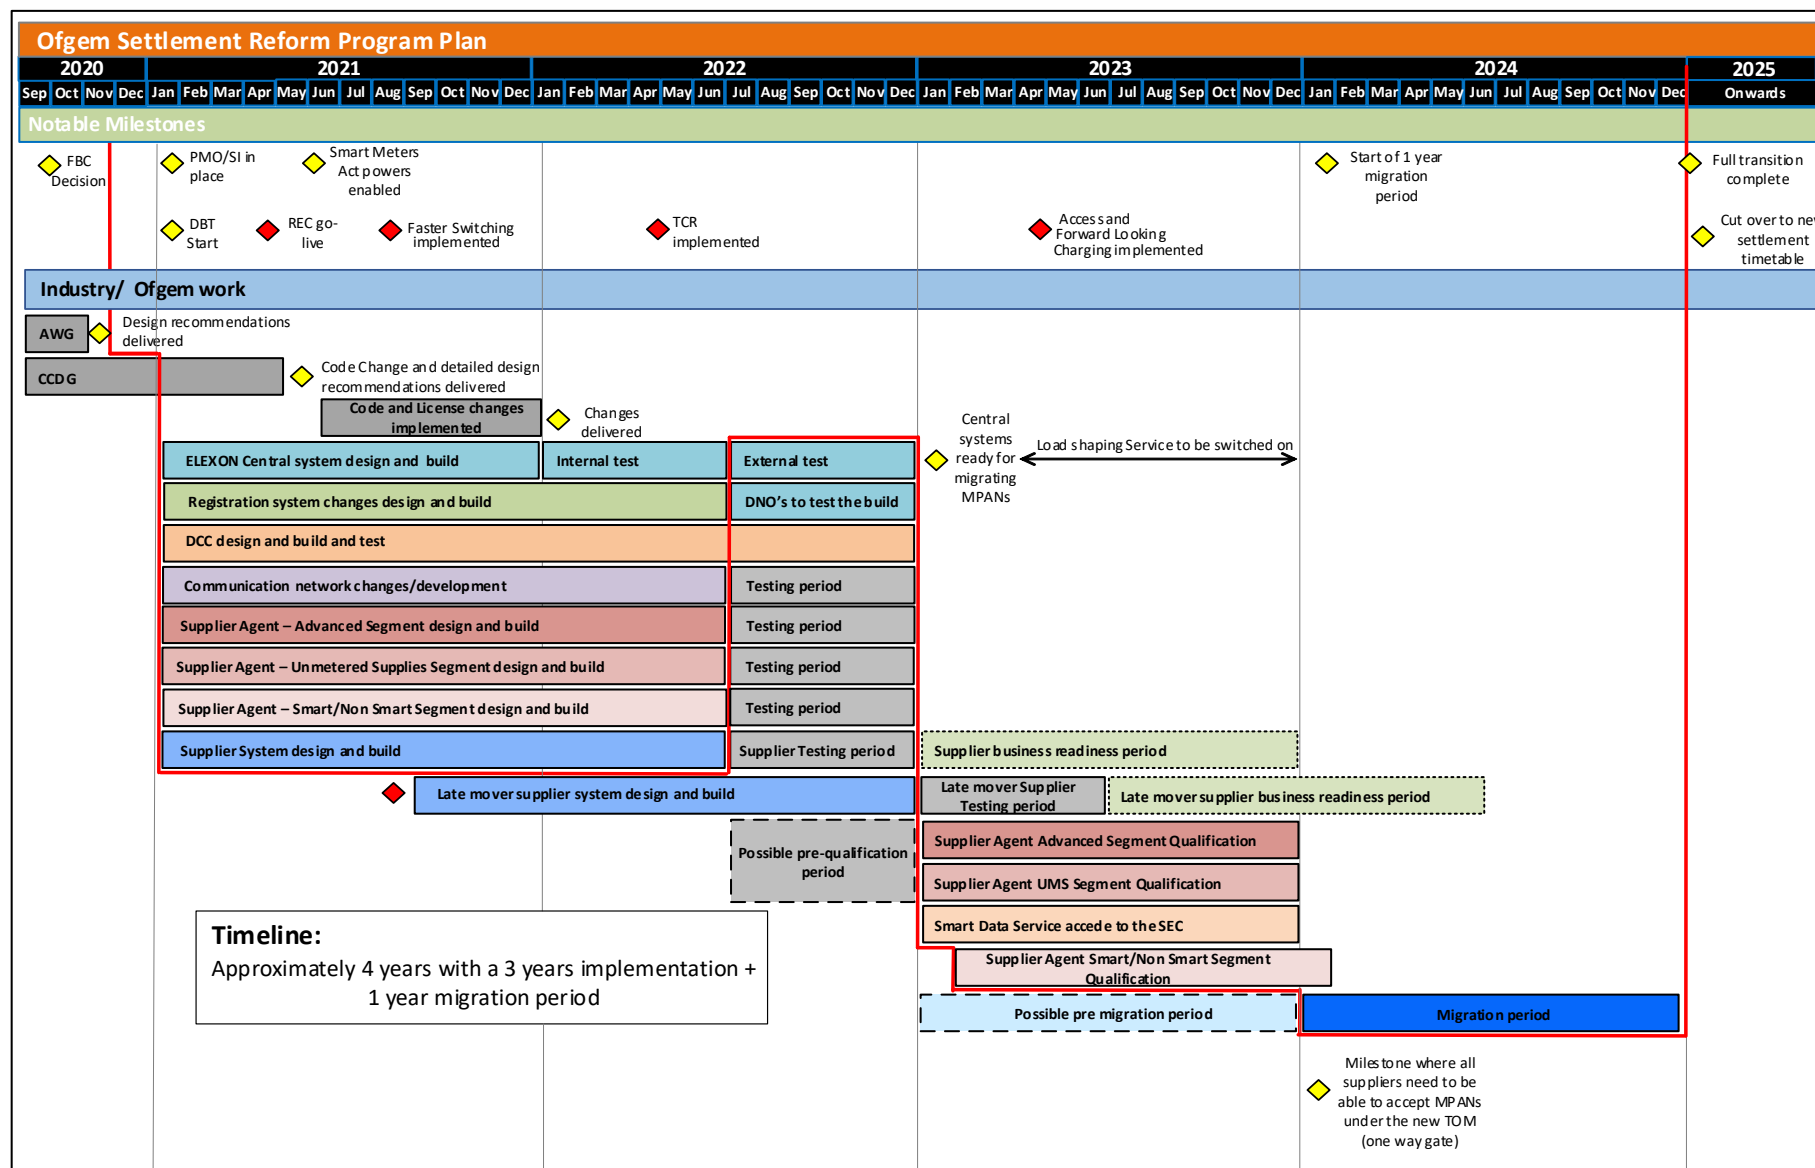 Ofgem Settlement Reform Program Plan
2020 2021 2022 2023 2024 2025
Sep Oct Nov Dec Jan Feb Mar Apr May Jun Jul Aug Sep Oct Nov Dec Jan Feb Mar Apr May Jun Jul Aug Sep Oct Nov Dec Jan Feb Mar Apr May Jun Jul Aug Sep Oct Nov Dec Jan Feb Mar Apr May Jun Jul Aug Sep Oct Nov Dec Onwards
Notable Milestones
FBC
Decision
PMO/SI in
place
Smart Meters
Act powers
enabled
Start of 1 year
migration
period
Full transition
complete
DBT
Start
REC go-
live
Faster Switching
implemented
TCR
implemented
Access and
Forward Looking
Charging implemented
Cut over to new
settlement
timetable
Industry/ Ofgem work
AWG
Design recommendations
delivered
CCDG
Code Change and detailed design
recommendations delivered
Code and License changes
implemented
Changes
delivered
Central
systems
ready for
migrating
MPANs
Load shaping Service to be switched on
ELEXON Central system design and build
Internal test
External test
Registration system changes design and build
DNO's to test the build
DCC design and build and test
Communication network changes/development
Testing period
Supplier Agent – Advanced Segment design and build
Testing period
Supplier Agent – Unmetered Supplies Segment design and build
Testing period
Supplier Agent – Smart/Non Smart Segment design and build
Testing period
Supplier System design and build
Supplier Testing period
Supplier business readiness period
Late mover supplier system design and build
Late mover Supplier
Testing period
Late mover supplier business readiness period
Possible pre-qualification
period
Supplier Agent Advanced Segment Qualification
Supplier Agent UMS Segment Qualification
Smart Data Service accede to the SEC
Supplier Agent Smart/Non Smart Segment
Qualification
Timeline:
Approximately 4 years with a 3 years implementation +
1 year migration period
Possible pre migration period
Migration period
Milestone where all
suppliers need to be
able to accept MPANs
under the new TOM
(one way gate)